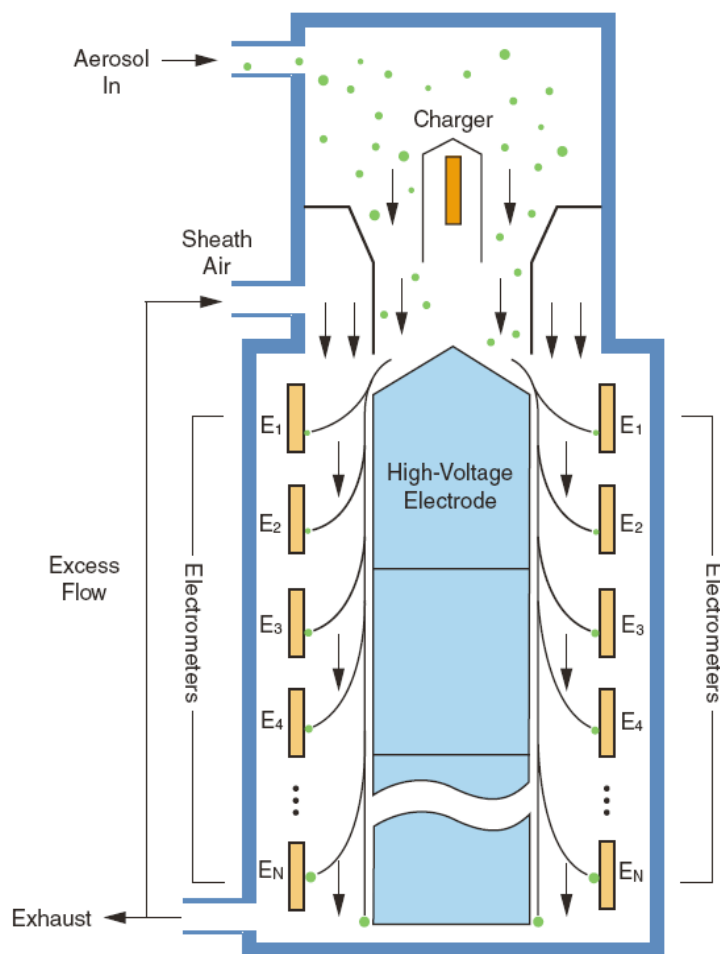 Aerosol
In
Charger
Sheath
Air
E1
E1
High-Voltage
Electrode
E2
E2
Excess
Flow
Electrometers
Electrometers
E3
E3
E4
E4
EN
EN
Exhaust